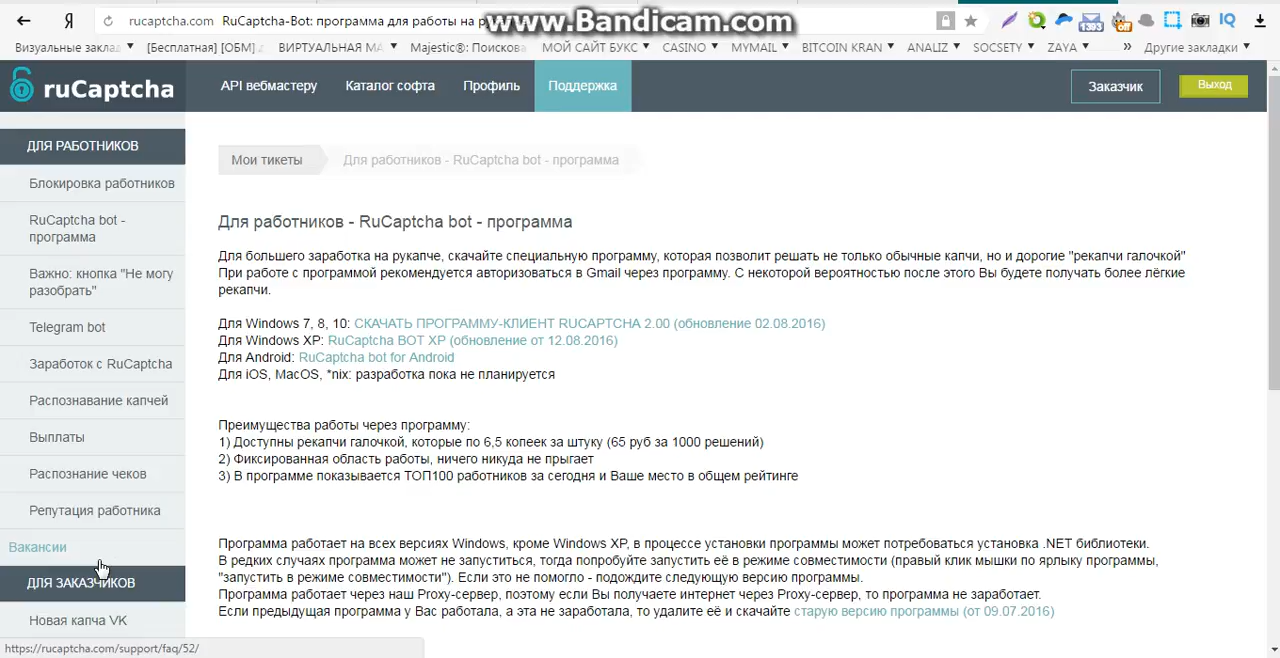 Я rucaptcha.com RuCaptcha-Bot: программа для работы на р
www.Bandicam.com
1393 off IQ
Визуальные заклад [Бесплатная] [ОБМ] ВИРТУАЛЬНАЯ МА Majestic®: Поискова МОЙ САЙТ БУКС CASINO MYMAIL BITCOIN KRAN ANALIZ SOCSETY ZAYA » Другие закладки
ruCaptcha API вебмастеру Каталог софта Профиль Поддержка Заказчик Выход
ДЛЯ РАБОТНИКОВ
Блокировка работников
RuCaptcha bot -
программа
Важно: кнопка "Не могу
разобрать"
Telegram bot
Заработок с RuCaptcha
Распознавание капчей
Выплаты
Распознание чеков
Репутация работника
Вакансии
ДЛЯ ЗАКАЗЧИКОВ
Новая капча VK
Мои тикеты Для работников - RuCaptcha bot - программа
Для работников - RuCaptcha bot - программа
Для большего заработка на рукапче, скачайте специальную программу, которая позволит решать не только обычные капчи, но и дорогие "рекапчи галочкой"
При работе с программой рекомендуется авторизоваться в Gmail через программу. С некоторой вероятностью после этого Вы будете получать более лёгкие
рекапчи.
Для Windows 7, 8, 10: СКАЧАТЬ ПРОГРАММУ-КЛИЕНТ RUCAPTCHA 2.00 (обновление 02.08.2016)
Для Windows XP: RuCaptcha BOT XP (обновление от 12.08.2016)
Для Android: RuCaptcha bot for Android
Для iOS, MacOS, *nix: разработка пока не планируется
Преимущества работы через программу:
1) Доступны рекапчи галочкой, которые по 6,5 копеек за штуку (65 руб за 1000 решений)
2) Фиксированная область работы, ничего никуда не прыгает
3) В программе показывается ТОП100 работников за сегодня и Ваше место в общем рейтинге
Программа работает на всех версиях Windows, кроме Windows XP, в процессе установки программы может потребоваться установка .NET библиотеки.
В редких случаях программа может не запуститься, тогда попробуйте запустить её в режиме совместимости (правый клик мышки по ярлыку программы,
"запустить в режиме совместимости"). Если это не помогло - подождите следующую версию программы.
Программа работает через наш Proxy-сервер, поэтому если Вы получаете интернет через Proxy-сервер, то программа не заработает.
Если предыдущая программа у Вас работала, а эта не заработала, то удалите её и скачайте старую версию программы (от 09.07.2016)
https://rucaptcha.com/support/faq/52/